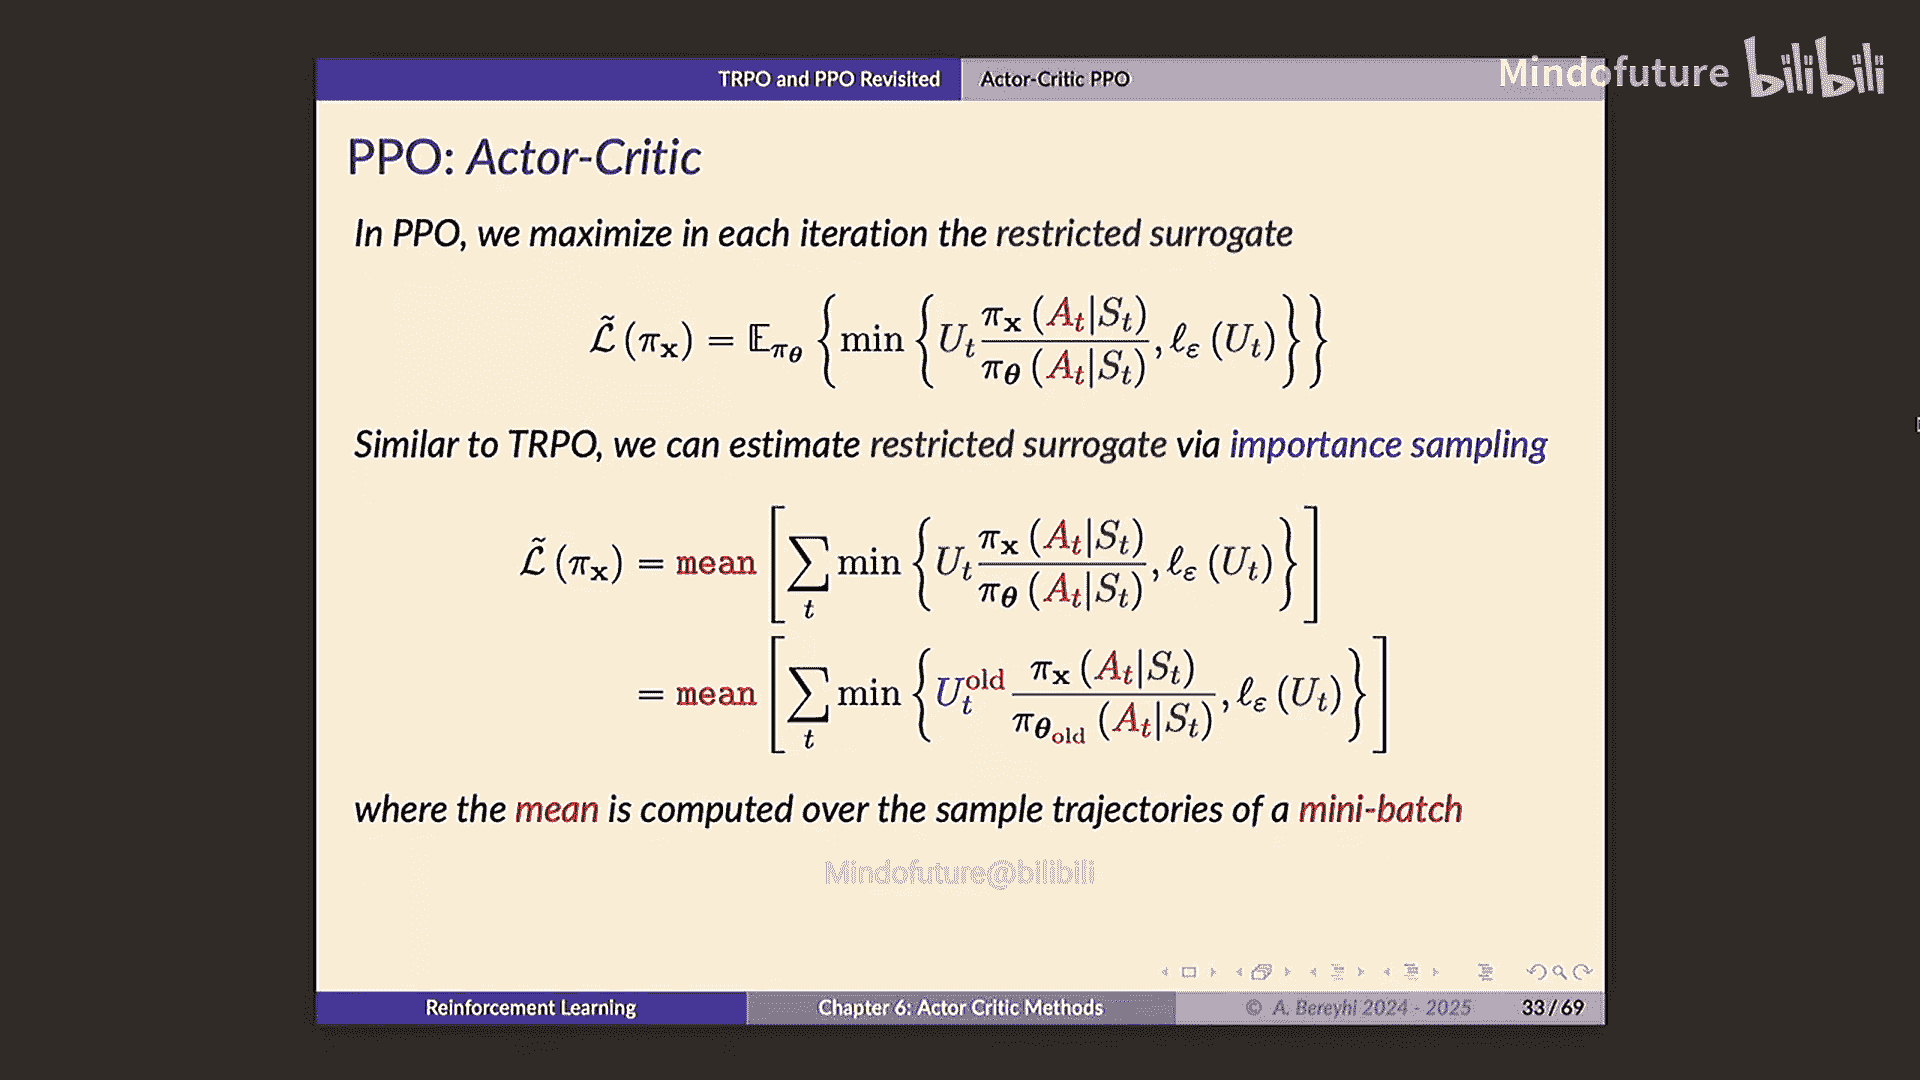 Mindofuture bilibili
TRPO and PPO Revisited Actor-Critic PPO
PPO: Actor-Critic
In PPO, we maximize in each iteration the restricted surrogate
ℒ̃ (π_x) = 𝔼_{π_θ} { min { U_t π_x (A_t|S_t) / π_θ (A_t|S_t) , ℓ_ε (U_t) } }
Similar to TRPO, we can estimate restricted surrogate via importance sampling
ℒ̃ (π_x) = mean [ ∑_t min { U_t π_x (A_t|S_t) / π_θ (A_t|S_t) , ℓ_ε (U_t) } ]
= mean [ ∑_t min { U_t^old π_x (A_t|S_t) / π_{θ_old} (A_t|S_t) , ℓ_ε (U_t) } ]
where the mean is computed over the sample trajectories of a mini-batch
Mindofuture@bilibili
Reinforcement Learning Chapter 6: Actor Critic Methods © A. Bereyhi 2024 - 2025 33 / 69